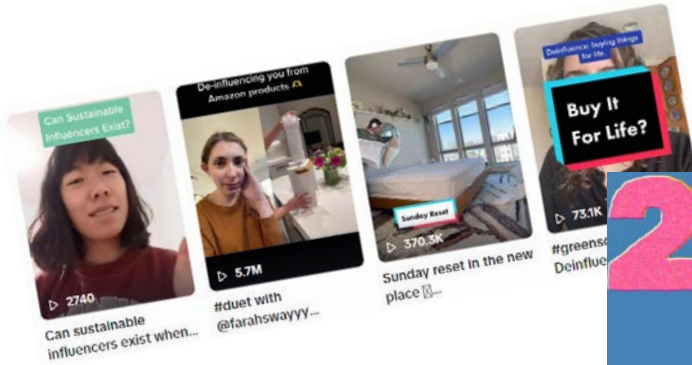 Can Sustainable
Influencers Exist?
2740
Can sustainable
influencers exist when...
De-influencing you from
Amazon products
5.7M
#duet with
@farahswayyy...
Sunday Reset
370.3K
Sunday reset in the new
place...
Deinfluence: buying things
for life.
Buy It
For Life?
73.1K
2